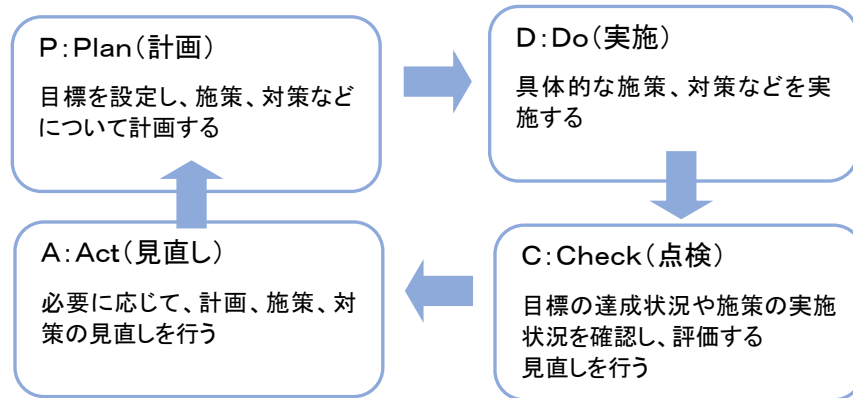 P:Plan(計画)
目標を設定し、施策、対策など
について計画する
D:Do(実施)
具体的な施策、対策などを実
施する
A:Act(見直し)
必要に応じて、計画、施策、対
策の見直しを行う
C:Check(点検)
目標の達成状況や施策の実施
状況を確認し、評価する
見直しを行う